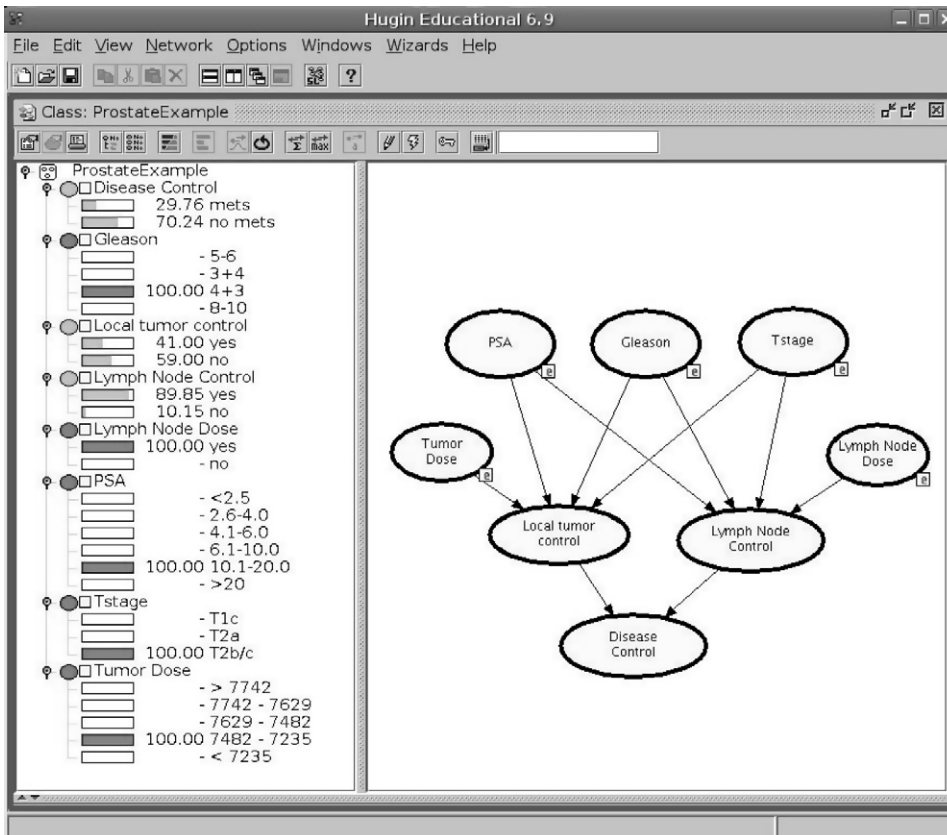 Hugin Educational 6.9
File Edit View Network Options Windows Wizards Help
Class: ProstateExample
ProstateExample
Disease Control
29.76 mets
70.24 no mets
Gleason
- 5-6
- 3+4
100.00 4+3
- 8-10
Local tumor control
41.00 yes
59.00 no
Lymph Node Control
89.85 yes
10.15 no
Lymph Node Dose
100.00 yes
- no
PSA
- <2.5
- 2.6-4.0
- 4.1-6.0
- 6.1-10.0
100.00 10.1-20.0
- >20
Tstage
- T1c
- T2a
100.00 T2b/c
Tumor Dose
- > 7742
- 7742 - 7629
- 7629 - 7482
100.00 7482 - 7235
- < 7235
PSA
e
Gleason
e
Tstage
e
Tumor
Dose
e
Lymph Node
Dose
e
Local tumor
control
Lymph Node
Control
Disease
Control